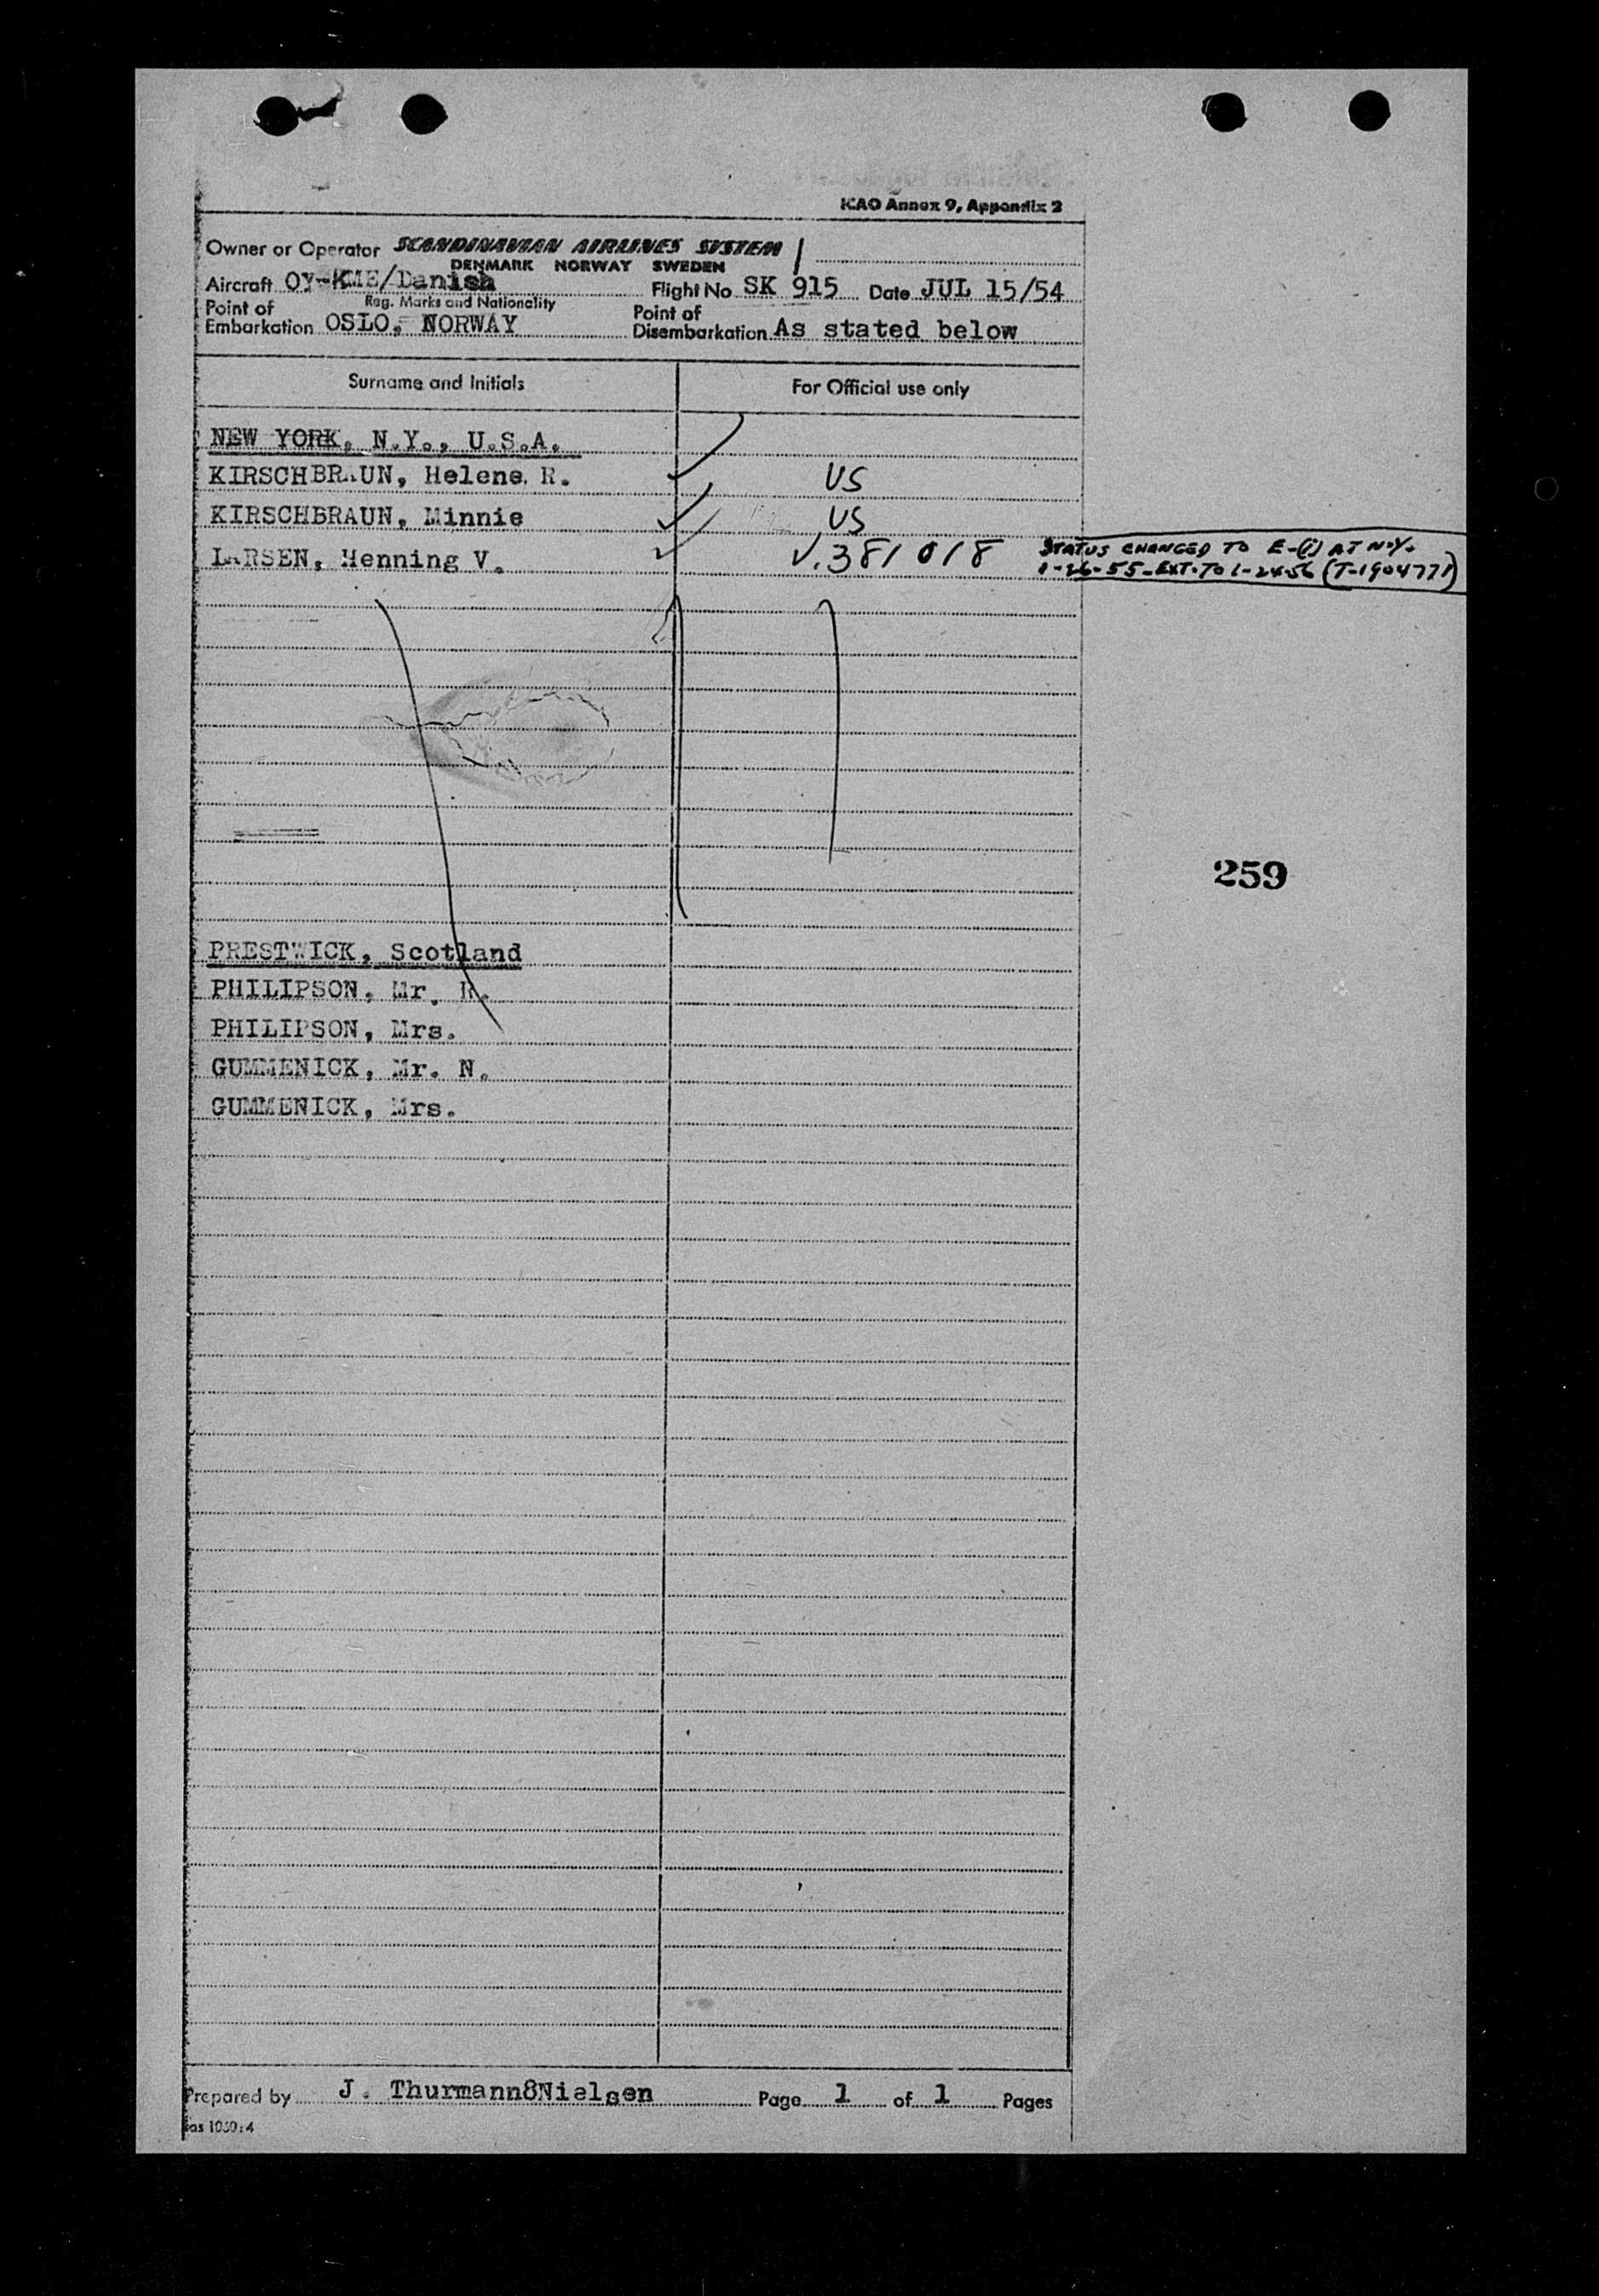 ICAO Annex 9, Appendix 2
Owner or Operator SCANDINAVIAN AIRLINES SYSTEM
DENMARK NORWAY SWEDEN
Aircraft OY-KME/Danish Flight No SK 915 Date JUL 15/54
Reg. Marks and Nationality
Point of Embarkation OSLO, NORWAY Point of Disembarkation As stated below
Surname and Initials For Official use only
NEW YORK, N.Y., U.S.A.
KIRSCHBRAUN, Helene R. US
KIRSCHBRAUN, Minnie US
LARSEN, Henning V. V.381018
STATUS CHANGED TO E-(i) AT N.Y.
1-26-55-EXT. TO 1-24-56 (T-1904771)
259
PRESTWICK, Scotland
PHILIPSON, Mr. R.
PHILIPSON, Mrs.
GUMMENICK, Mr. N.
GUMMENICK, Mrs.
Prepared by J. Thurmann8Nielsen Page 1 of 1 Pages